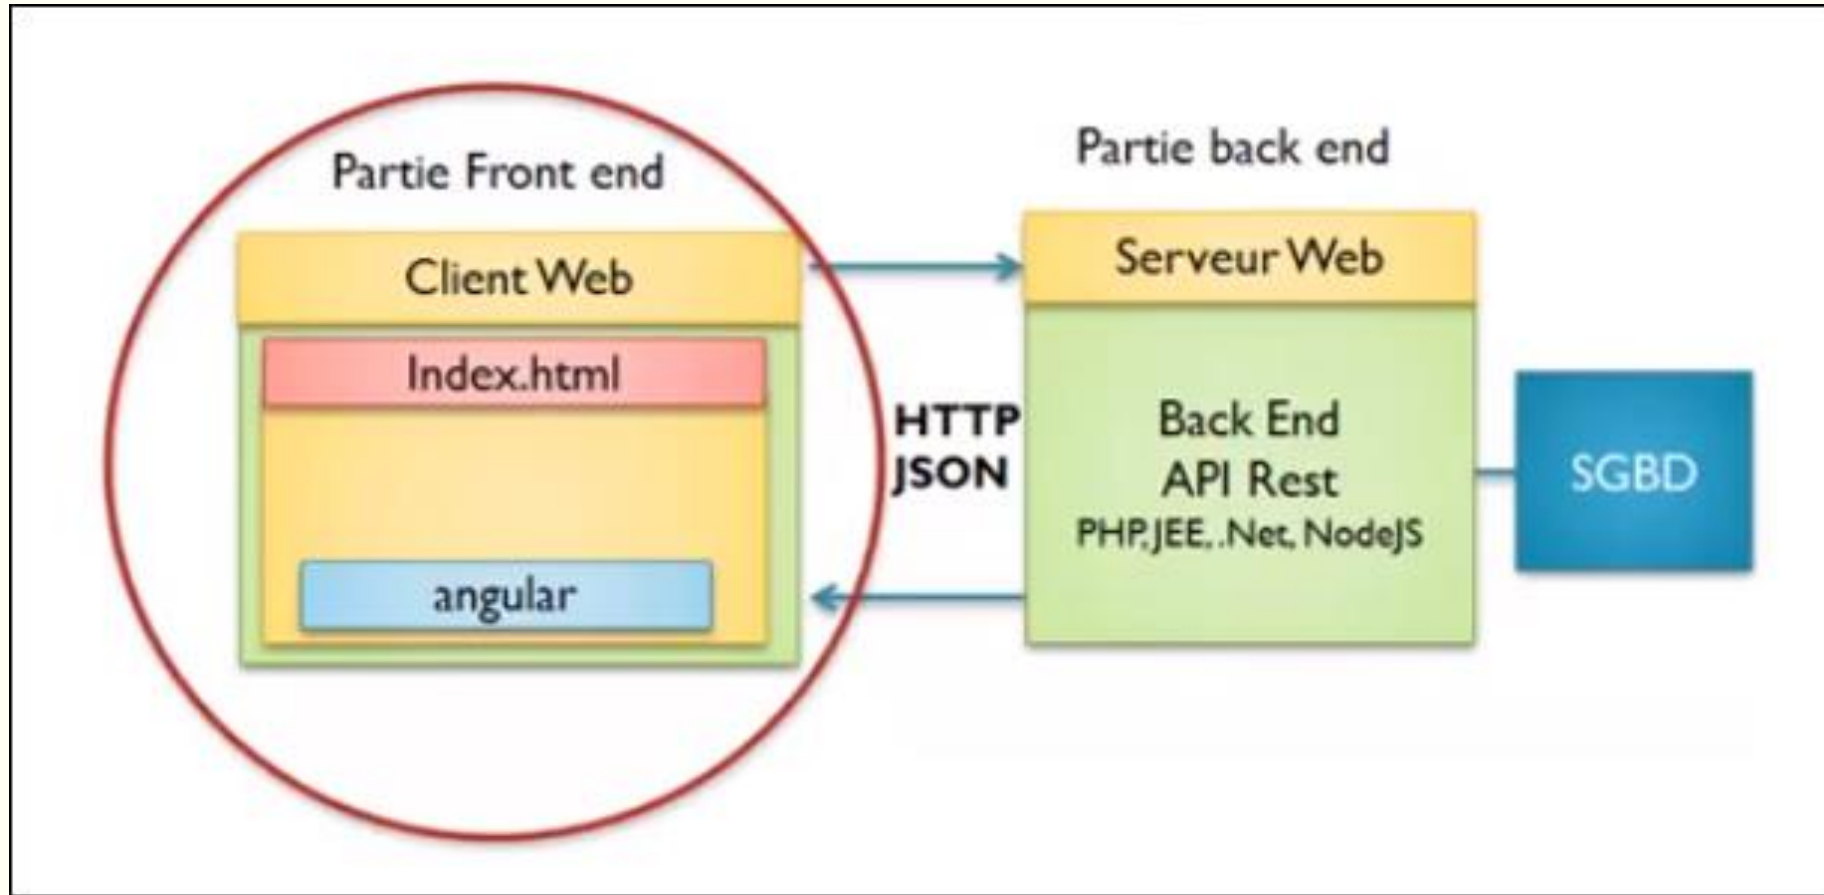 Partie Front end
Client Web
Index.html
angular
HTTP
JSON
Partie back end
Serveur Web
Back End
API Rest
PHP, JEE, .Net, NodeJS
SGBD